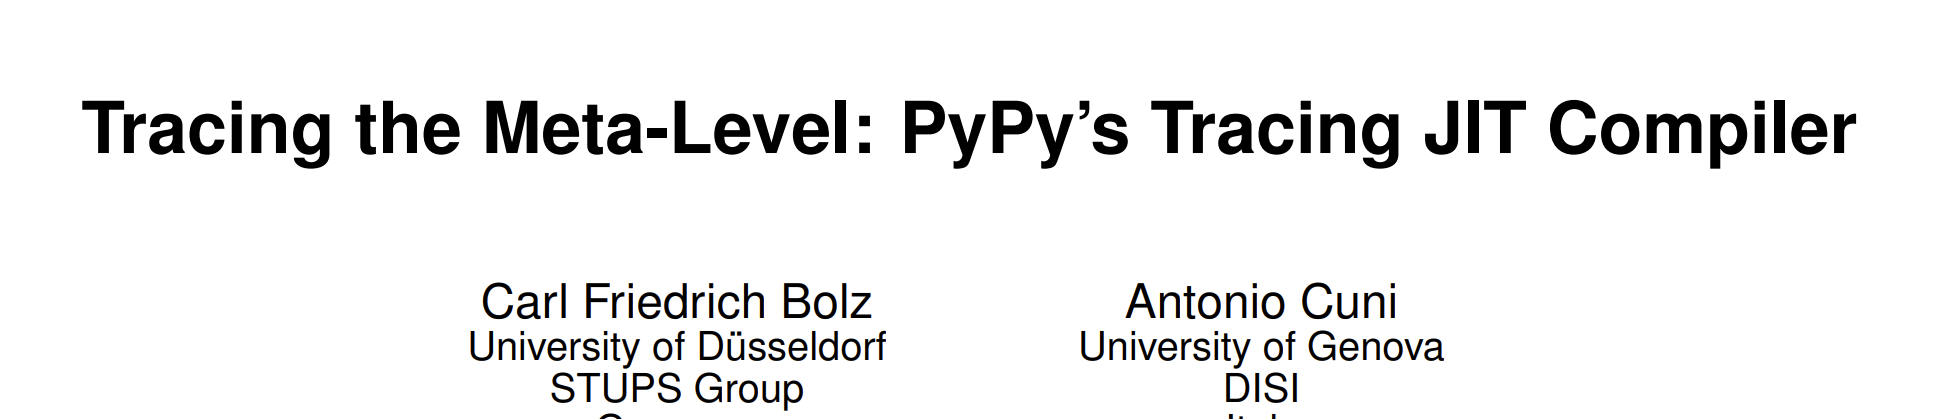 Tracing the Meta-Level: PyPy’s Tracing JIT Compiler
Carl Friedrich Bolz
University of Düsseldorf
STUPS Group
Antonio Cuni
University of Genova
DISI